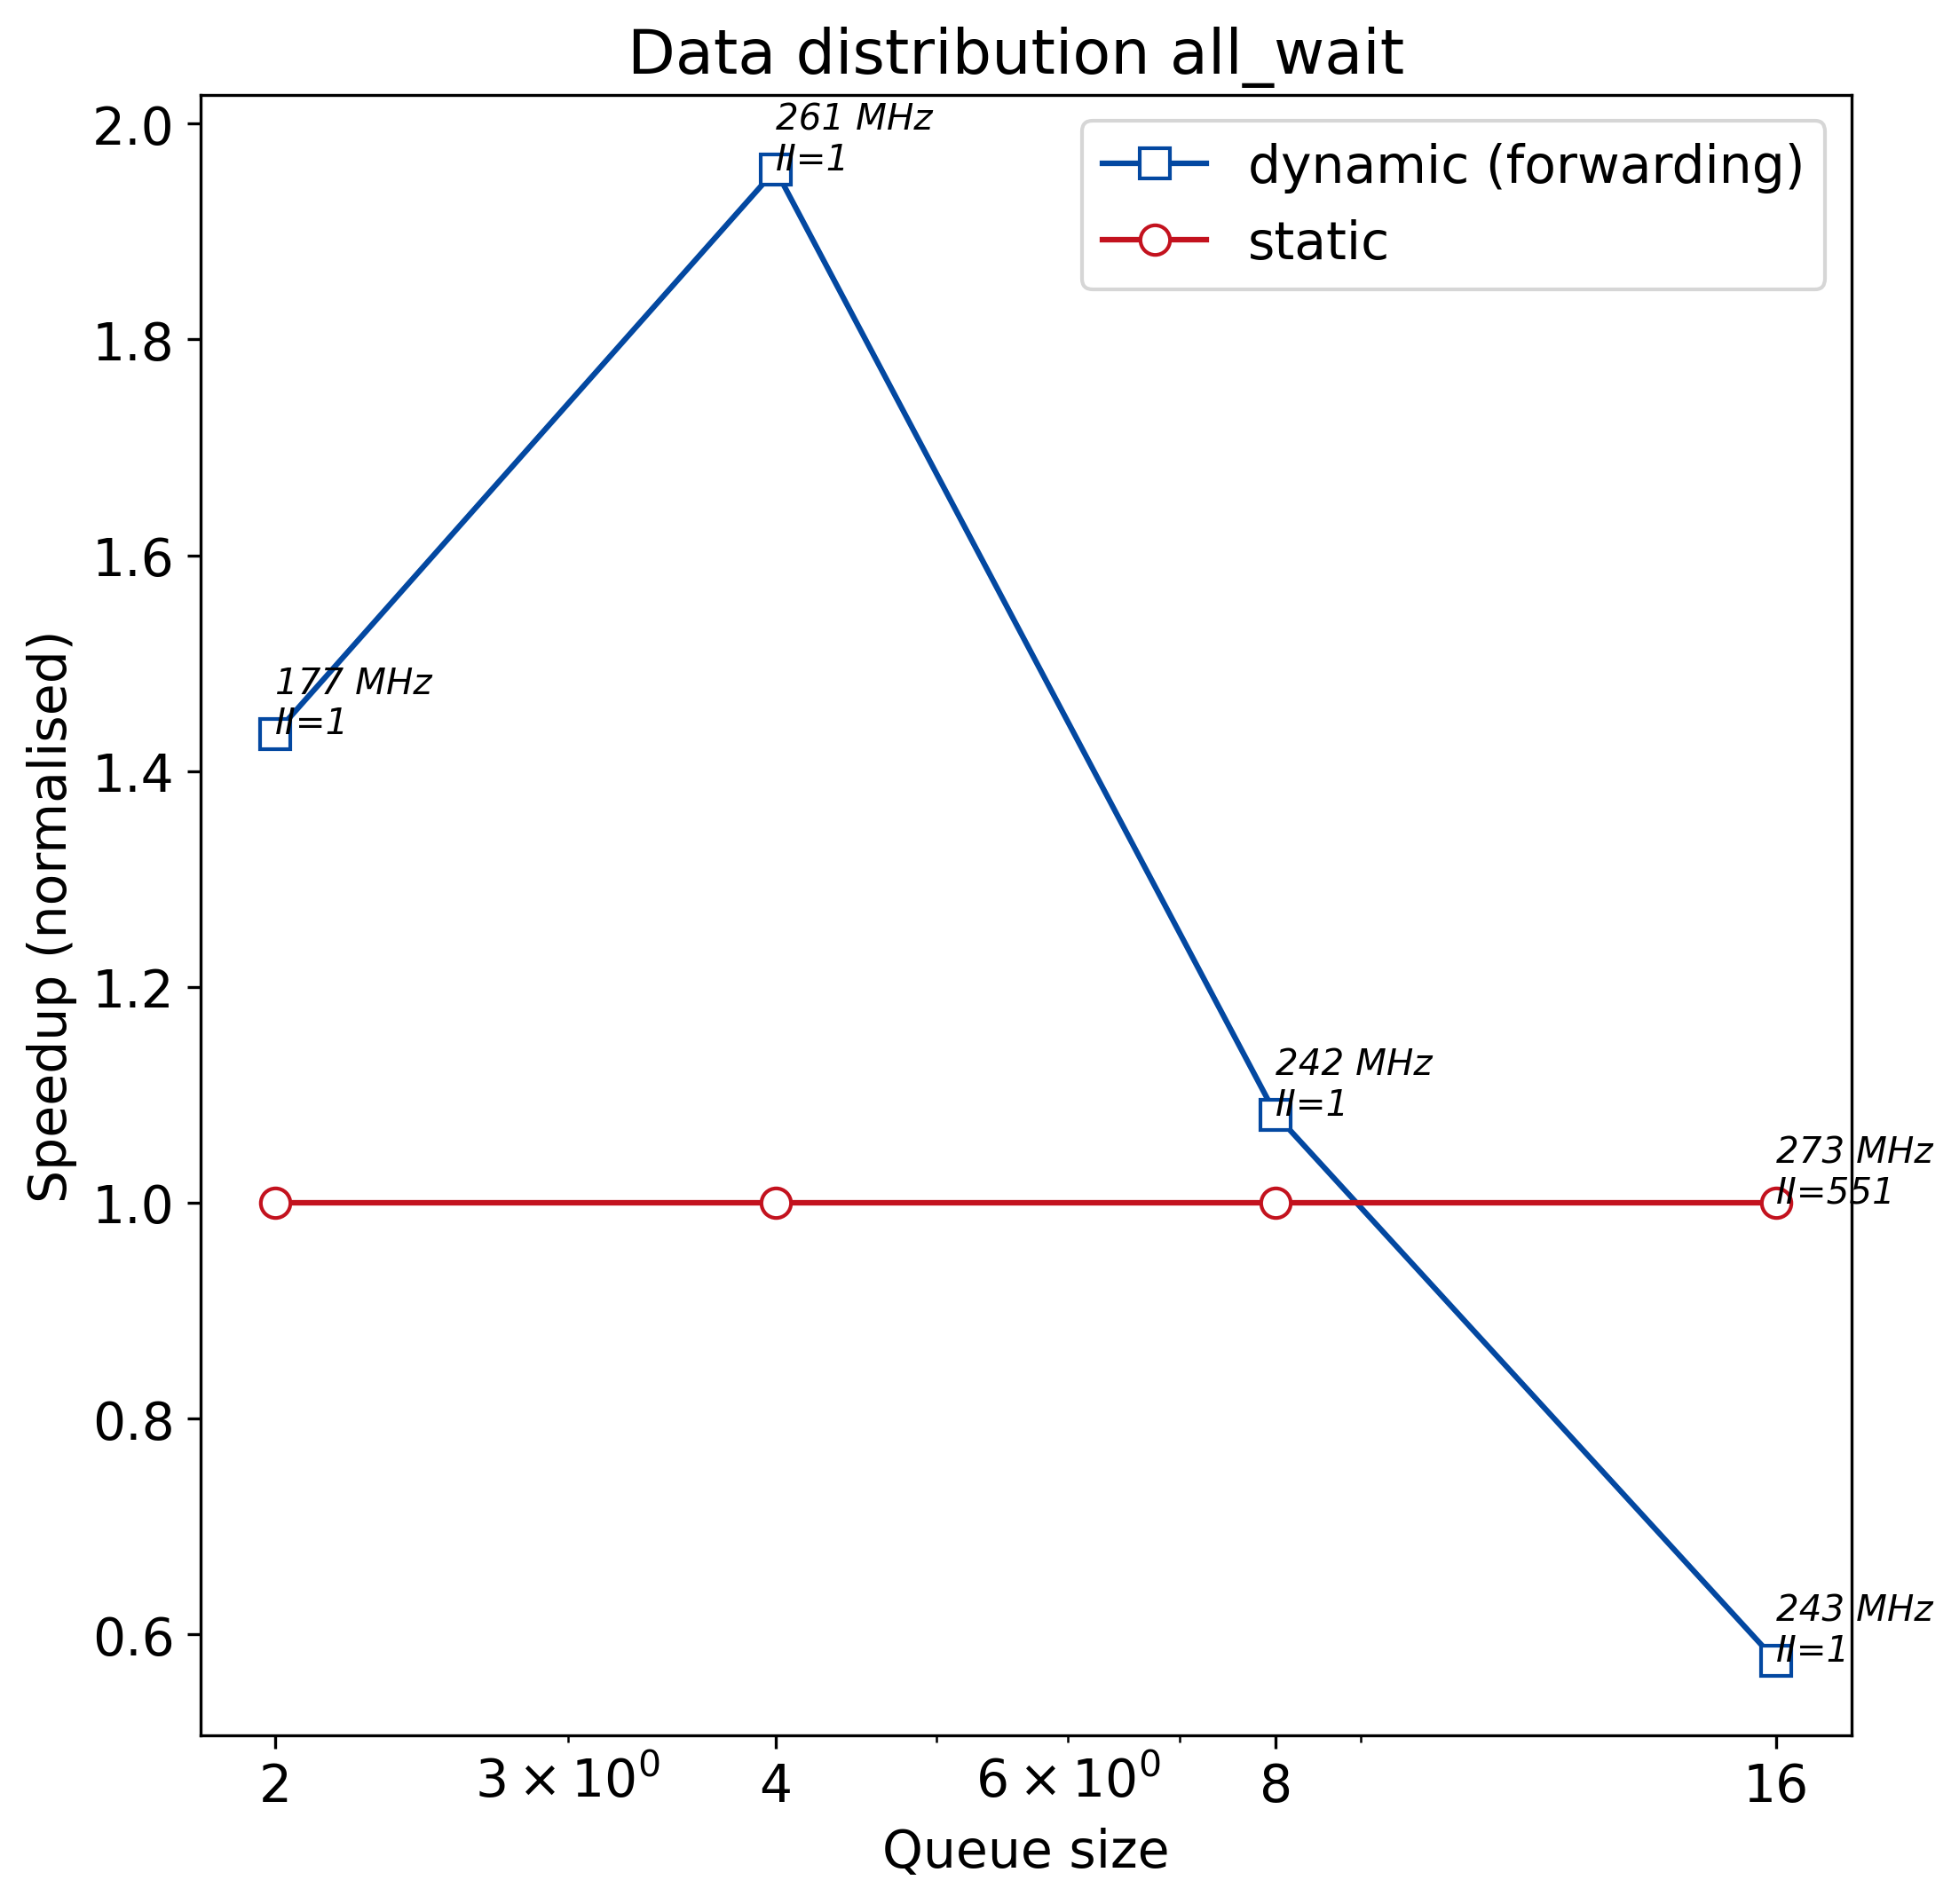 Data distribution all_wait
dynamic (forwarding)
static
261 MHz
II=1
177 MHz
II=1
242 MHz
II=1
273 MHz
II=551
243 MHz
II=1
Speedup (normalised)
2.0
1.8
1.6
1.4
1.2
1.0
0.8
0.6
2
3 × 10⁰
4
6 × 10⁰
8
16
Queue size